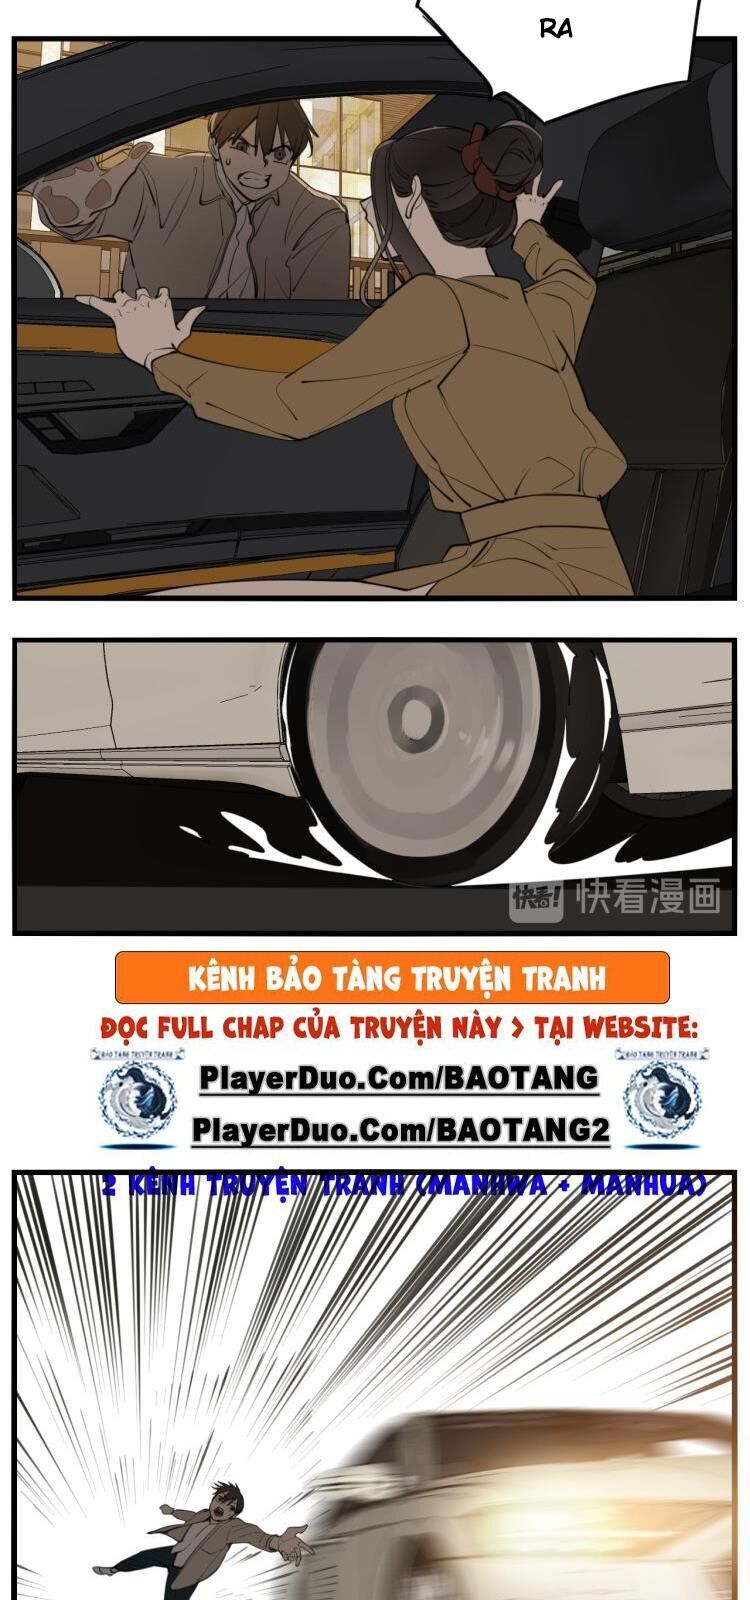 RA
快看! 快看漫画
KÊNH BẢO TÀNG TRUYỆN TRANH
ĐỌC FULL CHAP CỦA TRUYỆN NÀY > TẠI WEBSITE:
BẢO TÀNG TRUYỆN TRANH
BẢO TÀNG TRUYỆN TRANH
PlayerDuo.Com/BAOTANG
PlayerDuo.Com/BAOTANG2
2 KÊNH TRUYỆN TRANH (MANHWA + MANHUA)